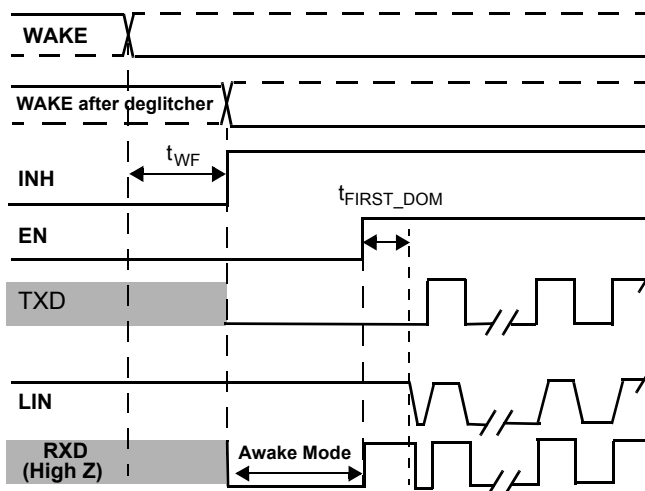 WAKE
WAKE after deglitcher
tWF
INH
tFIRST_DOM
EN
TXD
LIN
RXD
(High Z)
Awake Mode